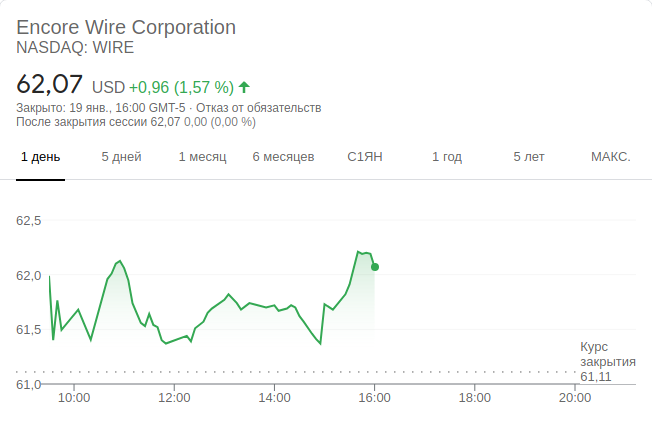 Encore Wire Corporation
NASDAQ: WIRE
62,07 USD +0,96 (1,57 %)
Закрыто: 19 янв., 16:00 GMT-5 · Отказ от обязательств
После закрытия сессии 62,07 0,00 (0,00 %)
1 день 5 дней 1 месяц 6 месяцев С1ЯН 1 год 5 лет МАКС.
62,5
62,0
61,5
Курс
закрытия
61,11
61,0
10:00 12:00 14:00 16:00 18:00 20:00